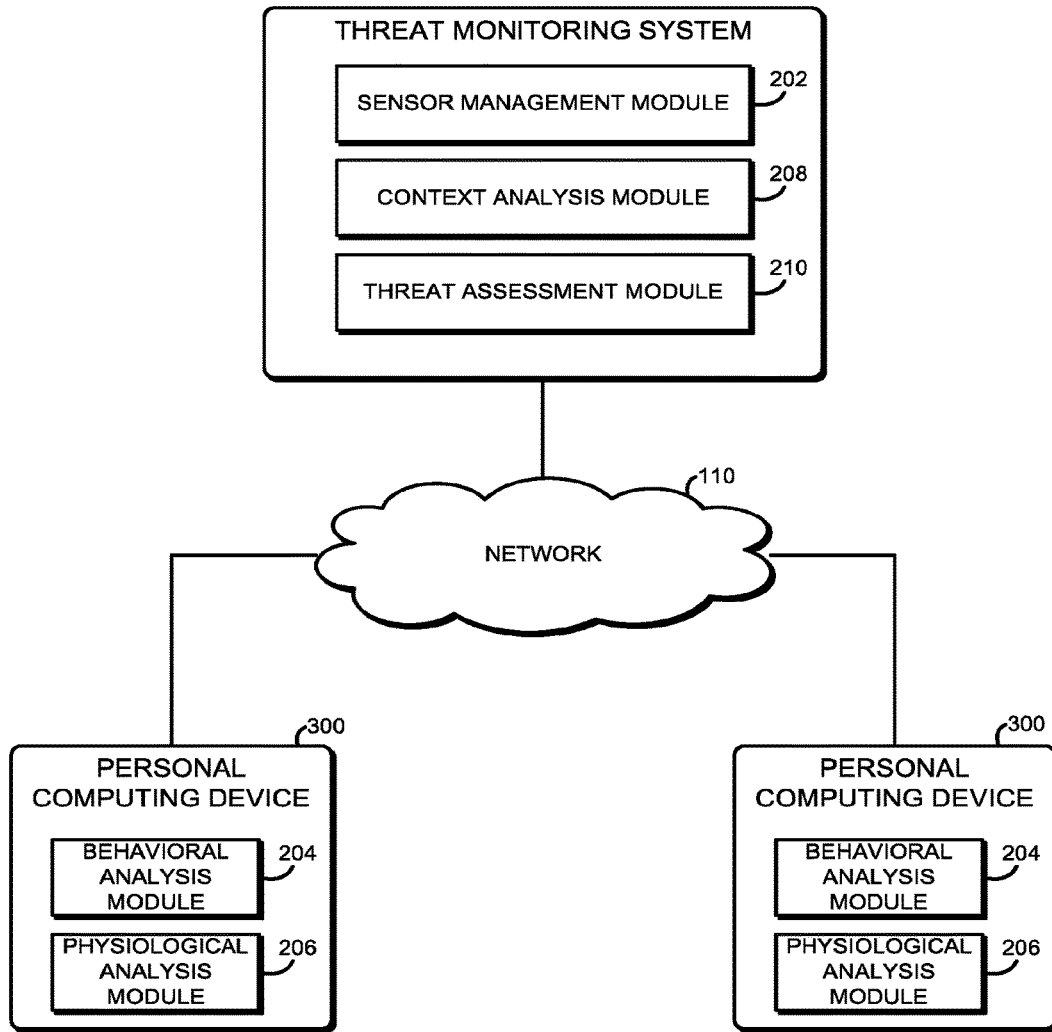 THREAT MONITORING SYSTEM
SENSOR MANAGEMENT MODULE
202
CONTEXT ANALYSIS MODULE
208
THREAT ASSESSMENT MODULE
210
110
NETWORK
300
PERSONAL
COMPUTING DEVICE
BEHAVIORAL
ANALYSIS
MODULE
204
PHYSIOLOGICAL
ANALYSIS
MODULE
206
300
PERSONAL
COMPUTING DEVICE
BEHAVIORAL
ANALYSIS
MODULE
204
PHYSIOLOGICAL
ANALYSIS
MODULE
206